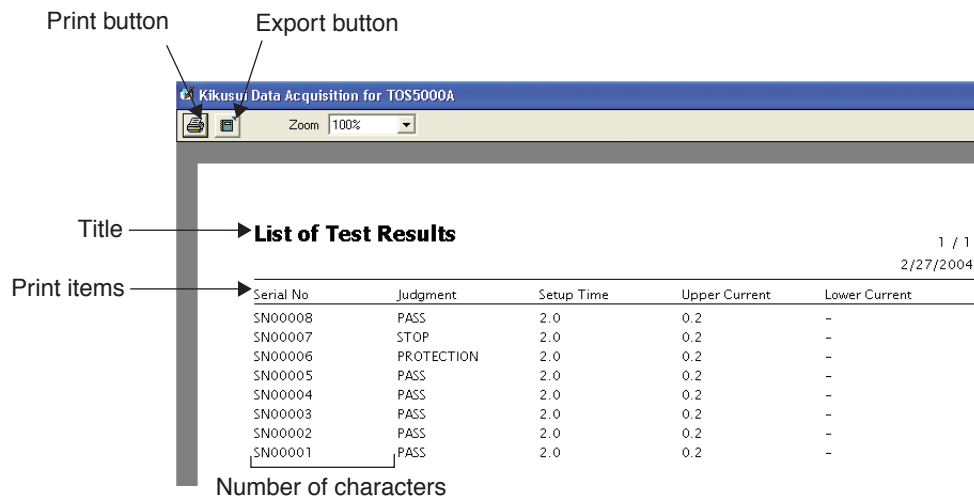 Print button Export button
Kikusui Data Acquisition for TOS5000A
Zoom 100%
Title
List of Test Results
1 / 1
2/27/2004
Print items
Serial No Judgment Setup Time Upper Current Lower Current
SN00008 PASS 2.0 0.2 –
SN00007 STOP 2.0 0.2 –
SN00006 PROTECTION 2.0 0.2 –
SN00005 PASS 2.0 0.2 –
SN00004 PASS 2.0 0.2 –
SN00003 PASS 2.0 0.2 –
SN00002 PASS 2.0 0.2 –
SN00001 PASS 2.0 0.2 –
Number of characters